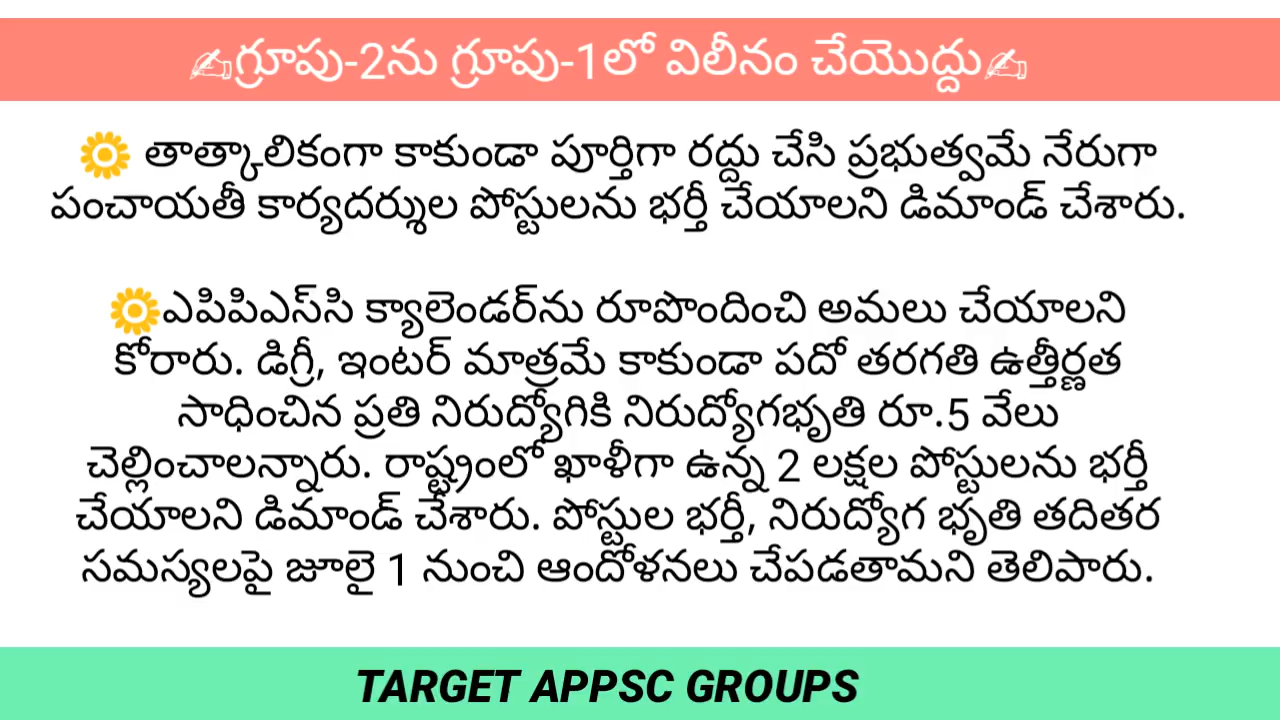 ✍గ్రూపు-2ను గ్రూపు-1లో విలీనం చేయొద్దు✍
తాత్కాలికంగా కాకుండా పూర్తిగా రద్దు చేసి ప్రభుత్వమే నేరుగా
పంచాయతీ కార్యదర్శుల పోస్టులను భర్తీ చేయాలని డిమాండ్ చేశారు.
ఎపిపిఎస్‌సి క్యాలెండర్‌ను రూపొందించి అమలు చేయాలని
కోరారు. డిగ్రీ, ఇంటర్ మాత్రమే కాకుండా పదో తరగతి ఉత్తీర్ణత
సాధించిన ప్రతి నిరుద్యోగికి నిరుద్యోగభృతి రూ.5 వేలు
చెల్లించాలన్నారు. రాష్ట్రంలో ఖాళీగా ఉన్న 2 లక్షల పోస్టులను భర్తీ
చేయాలని డిమాండ్ చేశారు. పోస్టుల భర్తీ, నిరుద్యోగ భృతి తదితర
సమస్యలపై జూలై 1 నుంచి ఆందోళనలు చేపడతామని తెలిపారు.
TARGET APPSC GROUPS